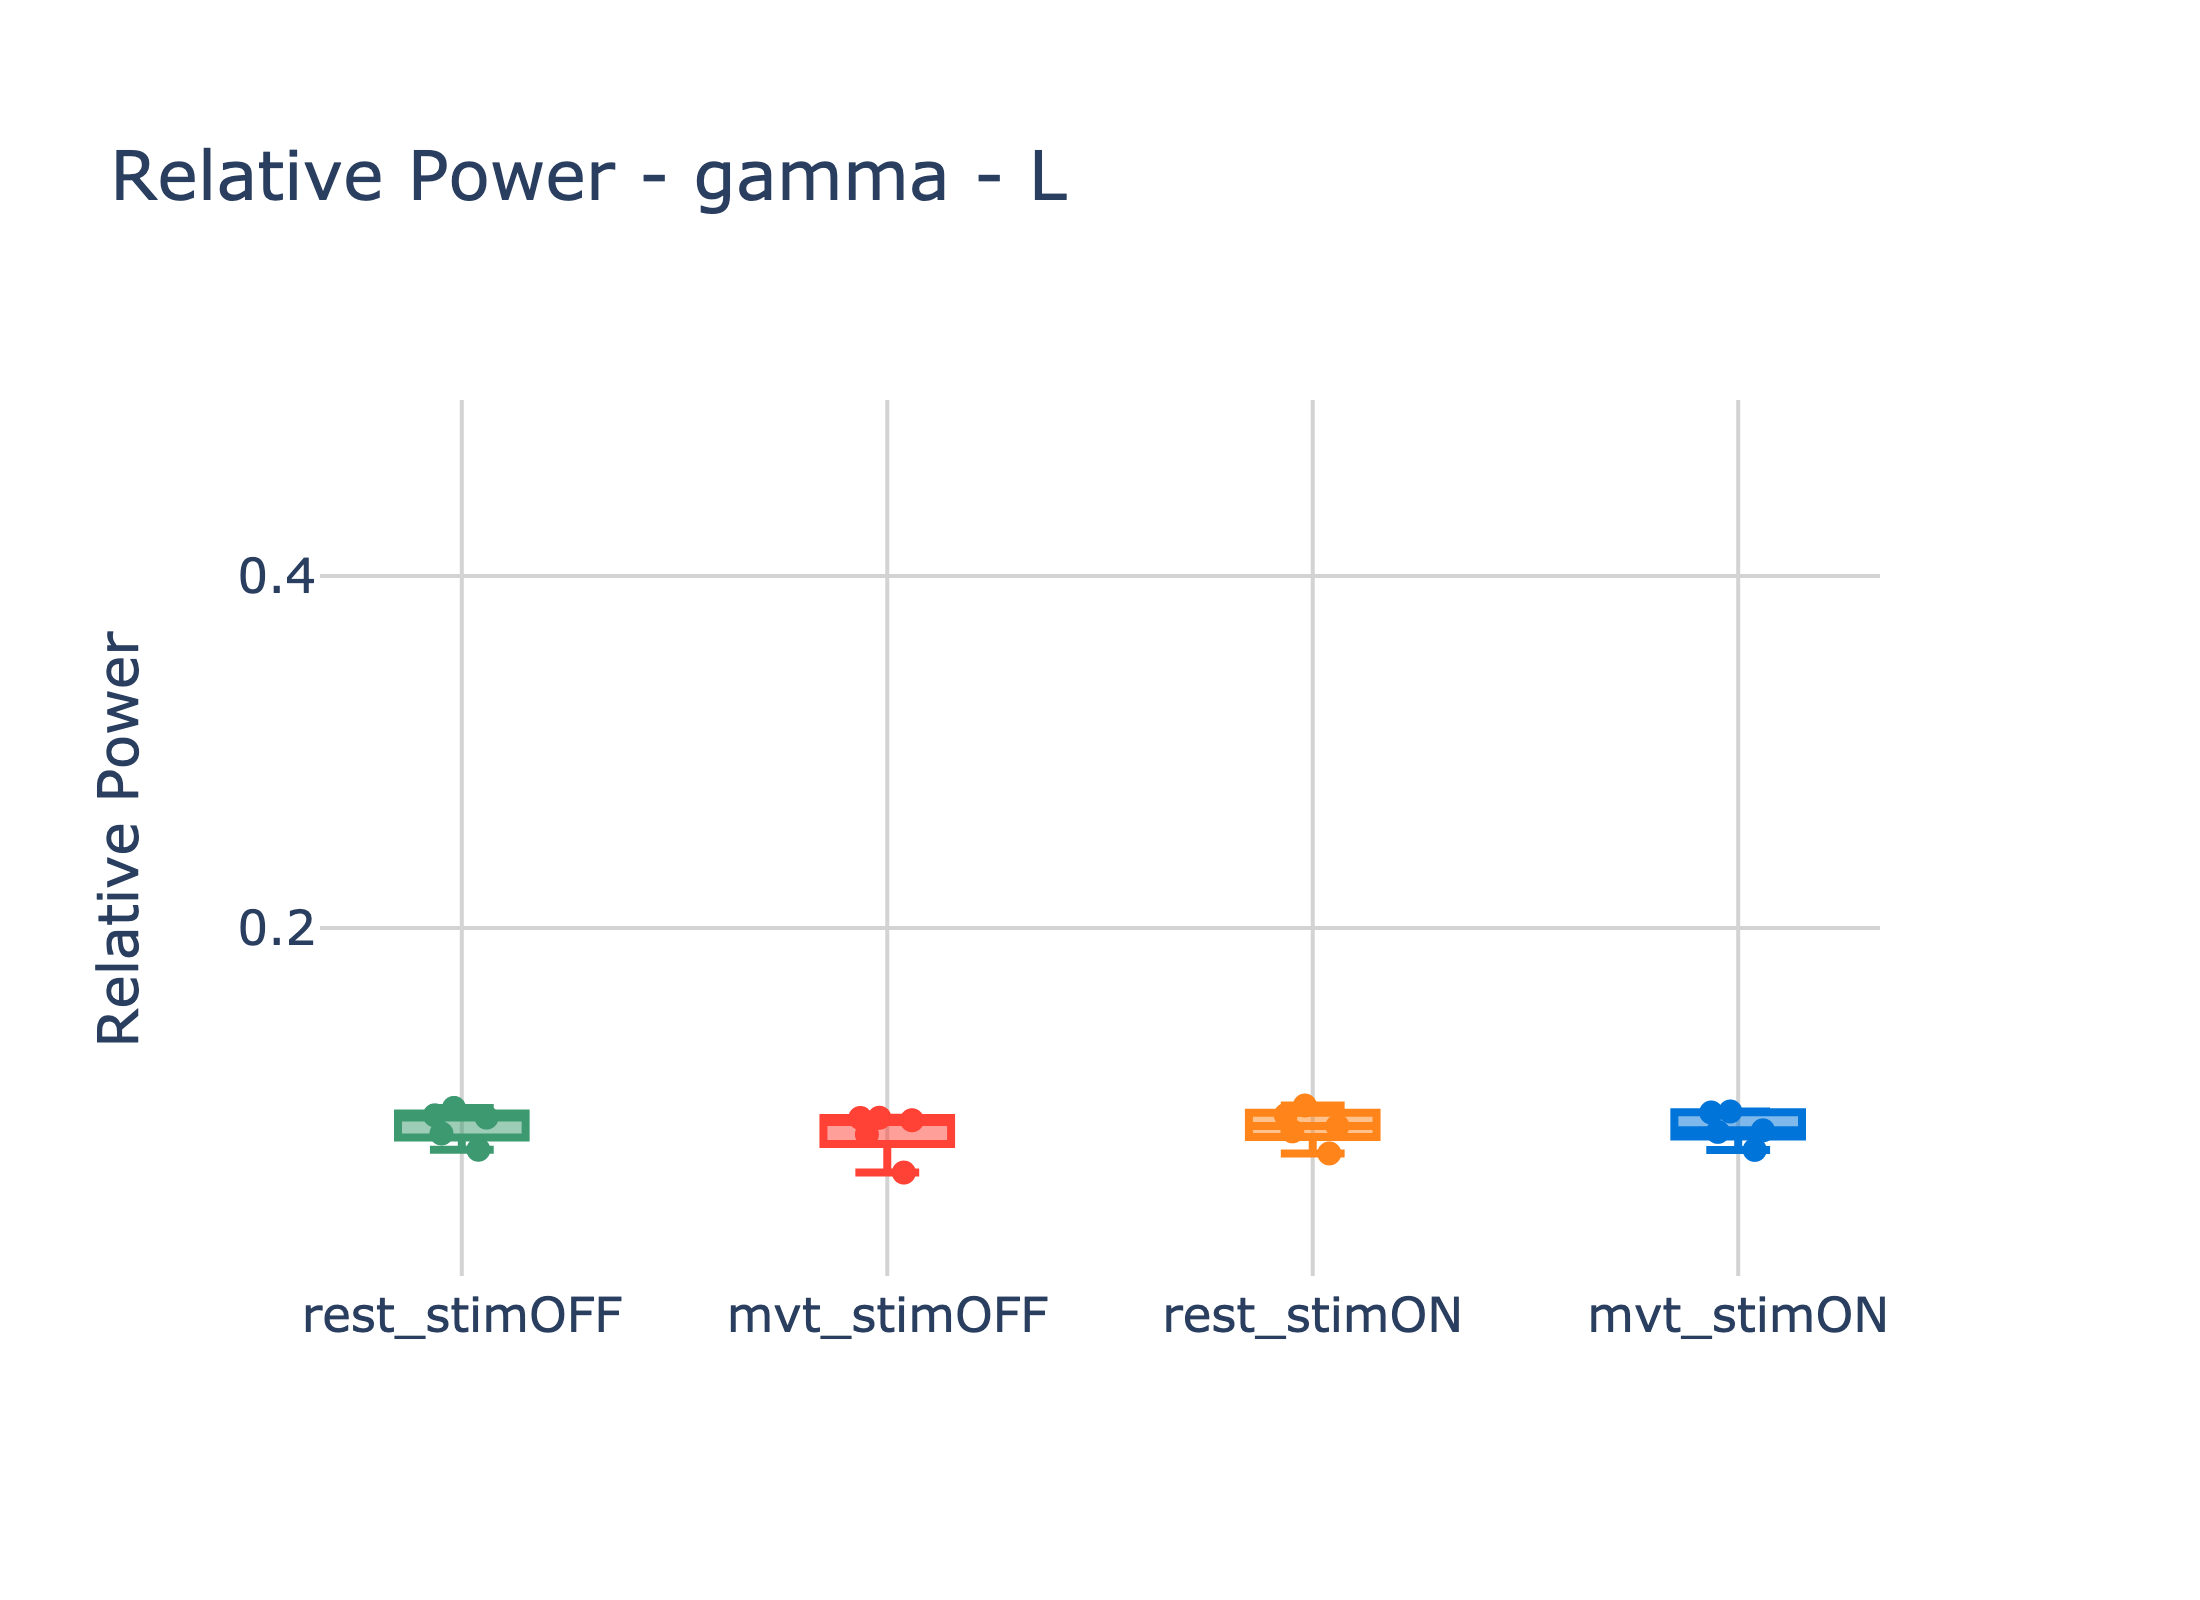 Relative Power - gamma - L
Relative Power
0.4
0.2
rest_stimOFF
mvt_stimOFF
rest_stimON
mvt_stimON